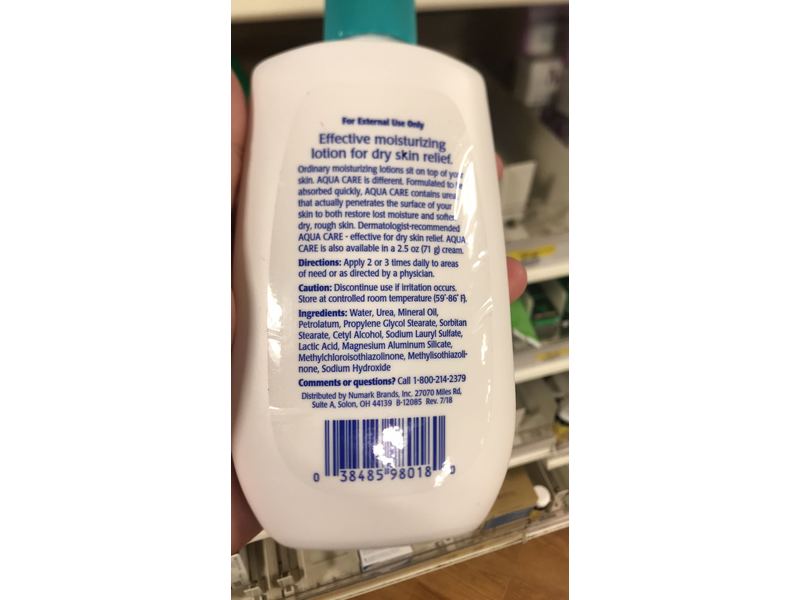 For External Use Only
Effective moisturizing
lotion for dry skin relief.
Ordinary moisturizing lotions sit on top of your
skin. AQUA CARE is different. Formulated to be
absorbed quickly, AQUA CARE contains urea
that actually penetrates the surface of your
skin to both restore lost moisture and soften
dry, rough skin. Dermatologist-recommended
AQUA CARE - effective for dry skin relief. AQUA
CARE is also available in a 2.5 oz (71 g) cream.
Directions: Apply 2 or 3 times daily to areas
of need or as directed by a physician.
Caution: Discontinue use if irritation occurs.
Store at controlled room temperature (59°-86° F).
Ingredients: Water, Urea, Mineral Oil,
Petrolatum, Propylene Glycol Stearate, Sorbitan
Stearate, Cetyl Alcohol, Sodium Lauryl Sulfate,
Lactic Acid, Magnesium Aluminum Silicate,
Methylchloroisothiazolinone, Methylisothiazoli-
none, Sodium Hydroxide
Comments or questions? Call 1-800-214-2379
Distributed by Numark Brands, Inc. 27070 Miles Rd,
Suite A, Solon, OH 44139 B-12085 Rev. 7/18
0 38485 98018 0